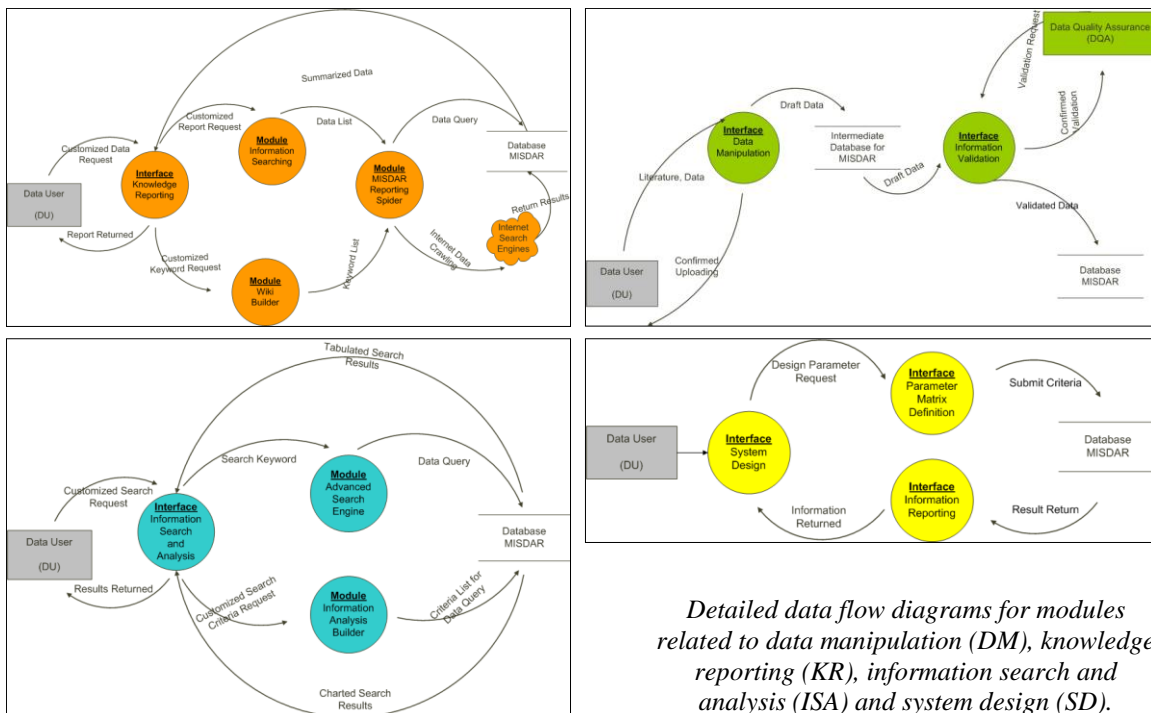 Summarized Data
Customized
Report Request
Data List
Data Query
Customized Data
Request
Module
Information
Searching
Database
MISDAR
Interface
Knowledge
Reporting
Module
MISDAR
Reporting
Spider
Data User
(DU)
Return Results
Report Returned
Internet
Search
Engines
Internet Data
Crawling
Customized
Keyword Request
Keyword List
Module
Wiki
Builder
Validation Request
Data Quality Assurance
(DQA)
Draft Data
Confirmed
Validation
Interface
Data
Manipulation
Intermediate
Database for
MISDAR
Interface
Information
Validation
Literature, Data
Draft Data
Validated Data
Confirmed
Uploading
Data User
(DU)
Database
MISDAR
Tabulated Search
Results
Search Keyword
Data Query
Module
Advanced
Search
Engine
Customized Search
Request
Interface
Information
Search
and
Analysis
Data User
(DU)
Database
MISDAR
Results Returned
Customized Search
Criteria Request
Module
Information
Analysis
Builder
Criteria List for
Data Query
Charted Search
Results
Design Parameter
Request
Interface
Parameter
Matrix
Definition
Submit Criteria
Data User
(DU)
Interface
System
Design
Database
MISDAR
Interface
Information
Reporting
Information
Returned
Result Return
Detailed data flow diagrams for modules
related to data manipulation (DM), knowledge
reporting (KR), information search and
analysis (ISA) and system design (SD).